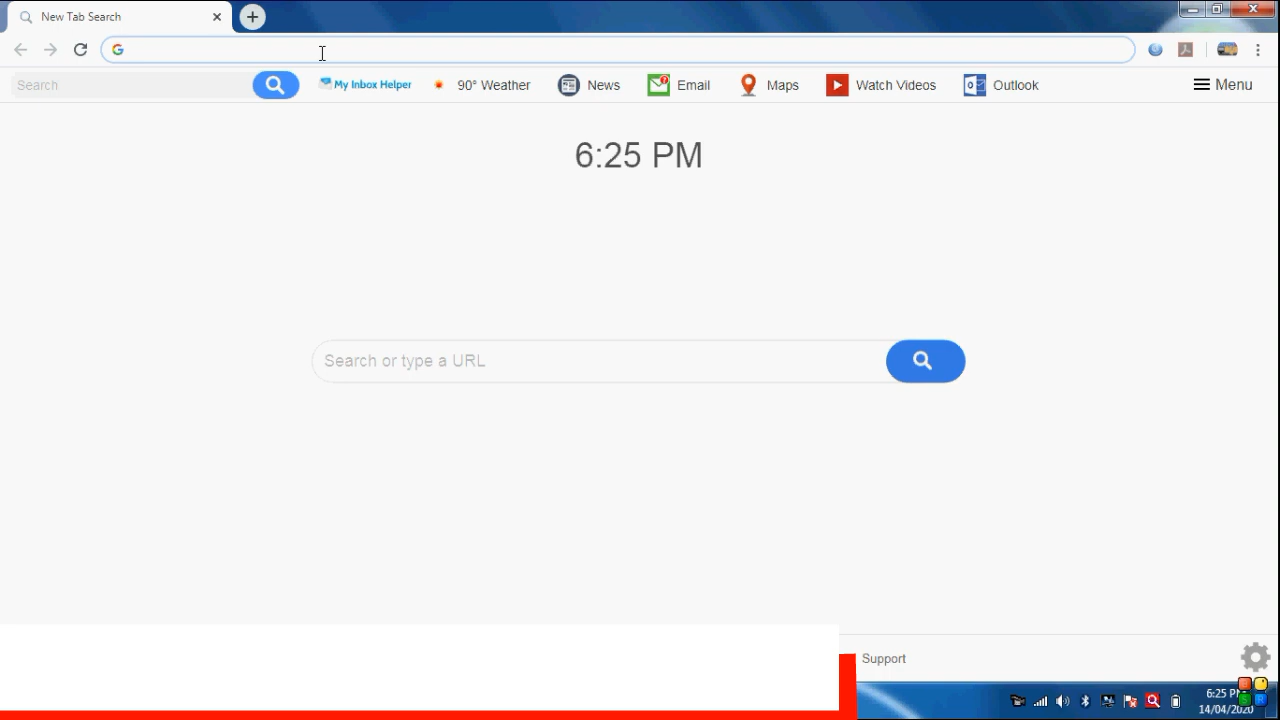 New Tab Search
Search
My Inbox Helper
90° Weather
News
Email
Maps
Watch Videos
Outlook
Menu
6:25 PM
Search or type a URL
Support
6:25 PM
14/04/2020